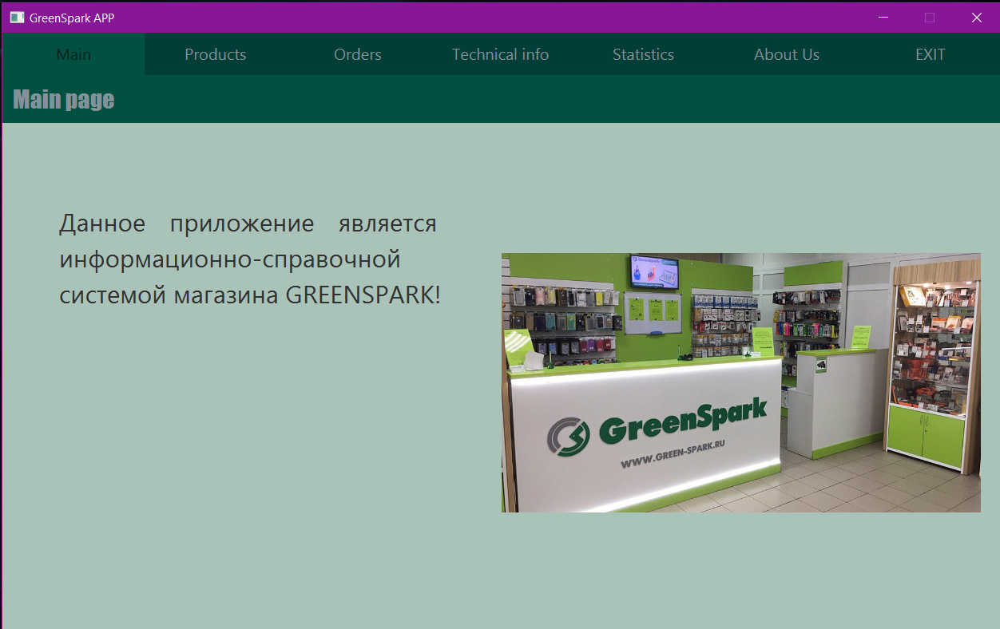 GreenSpark APP
Main Products Orders Technical info Statistics About Us EXIT
Main page
Данное приложение является
информационно-справочной
системой магазина GREENSPARK!
GreenSpark
GreenSpark
WWW.GREEN-SPARK.RU